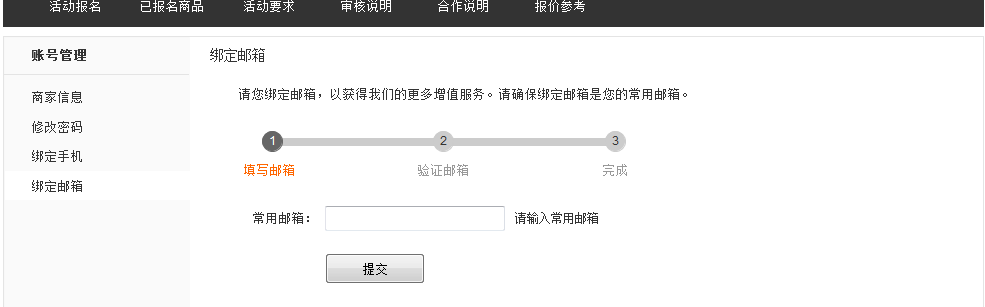 活动报名 已报名商品 活动要求 审核说明 合作说明 报价参考
账号管理
商家信息
修改密码
绑定手机
绑定邮箱
绑定邮箱
请您绑定邮箱，以获得我们的更多增值服务。请确保绑定邮箱是您的常用邮箱。
1 2 3
填写邮箱 验证邮箱 完成
常用邮箱： 请输入常用邮箱
提交